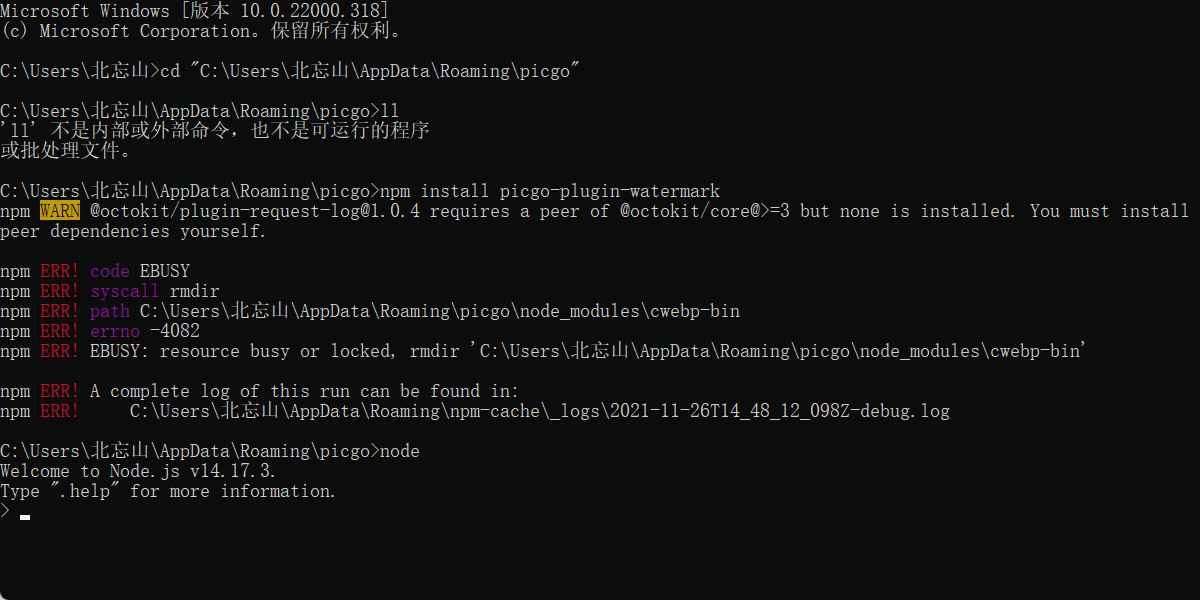 Microsoft Windows [版本 10.0.22000.318]
(c) Microsoft Corporation。保留所有权利。
C:\Users\北忘山>cd "C:\Users\北忘山\AppData\Roaming\picgo"
C:\Users\北忘山\AppData\Roaming\picgo>ll
'll' 不是内部或外部命令，也不是可运行的程序
或批处理文件。
C:\Users\北忘山\AppData\Roaming\picgo>npm install picgo-plugin-watermark
npm WARN @octokit/plugin-request-log@1.0.4 requires a peer of @octokit/core@>=3 but none is installed. You must install
peer dependencies yourself.
npm ERR! code EBUSY
npm ERR! syscall rmdir
npm ERR! path C:\Users\北忘山\AppData\Roaming\picgo\node_modules\cwebp-bin
npm ERR! errno -4082
npm ERR! EBUSY: resource busy or locked, rmdir 'C:\Users\北忘山\AppData\Roaming\picgo\node_modules\cwebp-bin'
npm ERR! A complete log of this run can be found in:
npm ERR!     C:\Users\北忘山\AppData\Roaming\npm-cache\_logs\2021-11-26T14_48_12_098Z-debug.log
C:\Users\北忘山\AppData\Roaming\picgo>node
Welcome to Node.js v14.17.3.
Type ".help" for more information.
>